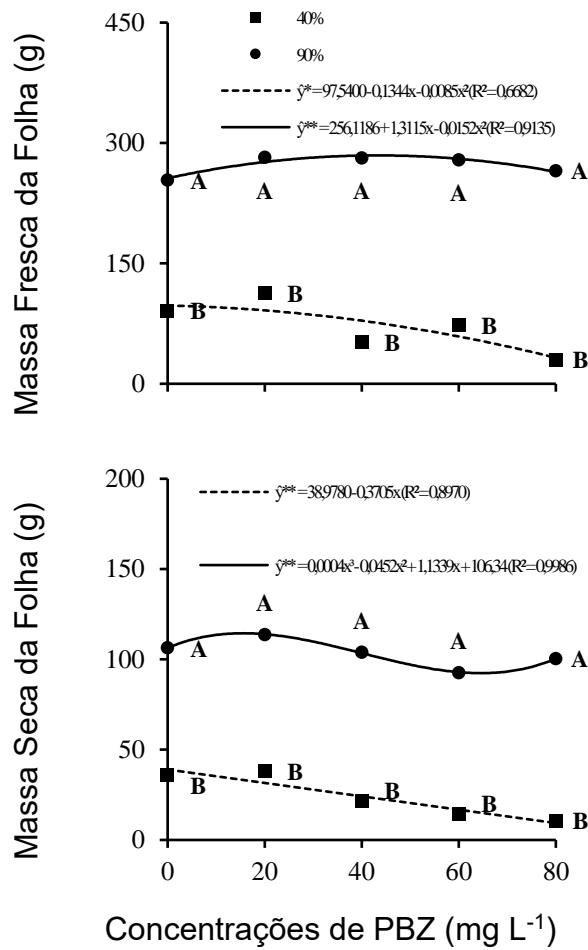 Massa Fresca da Folha (g)
450
300
150
0
40%
90%
ŷ*=97,5400-0,1344x-0,0085x²(R²=0,6682)
ŷ**=256,1186+1,3115x-0,0152x²(R²=0,9135)
A A A A A
B B B B B
Massa Seca da Folha (g)
200
150
100
50
0
ŷ**=38,9780-0,3705x(R²=0,8970)
ŷ**=0,0004x³-0,0452x²+1,1339x+106,34(R²=0,9986)
A A A A A
B B B B B
0 20 40 60 80
Concentrações de PBZ (mg L⁻¹)